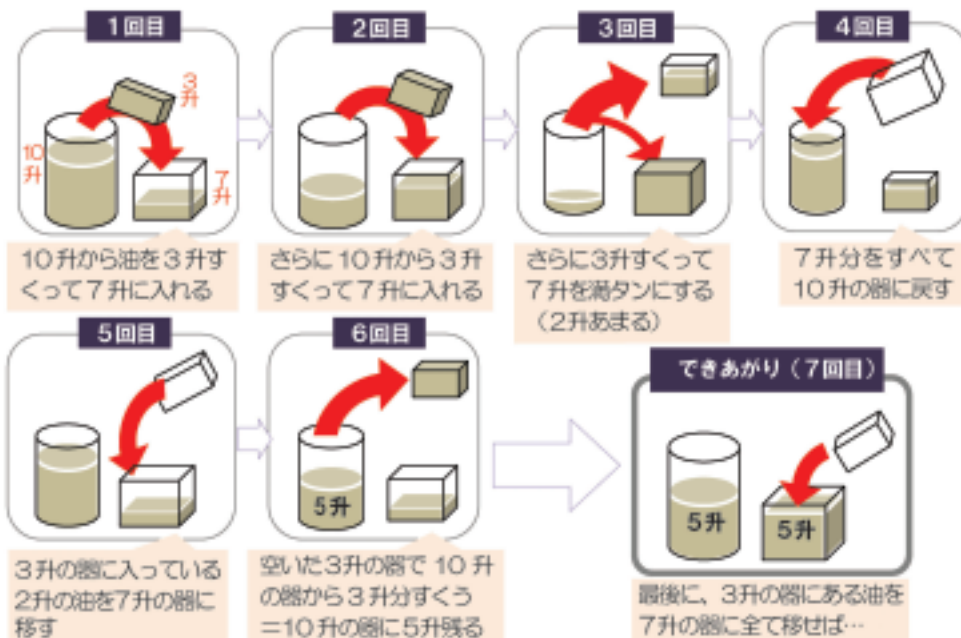 1回目
3升
10升
7升
10升から油を3升す
くって7升に入れる
2回目
さらに10升から3升
すくって7升に入れる
3回目
さらに3升すくって
7升を満タンにする
(2升あまる)
4回目
7升分をすべて
10升の器に戻す
5回目
3升の器に入っている
2升の油を7升の器に
移す
6回目
5升
空いた3升の器で10升
の器から3升分すくう
=10升の器に5升残る
できあがり(7回目)
5升
5升
最後に、3升の器にある油を
7升の器に全て移せば…